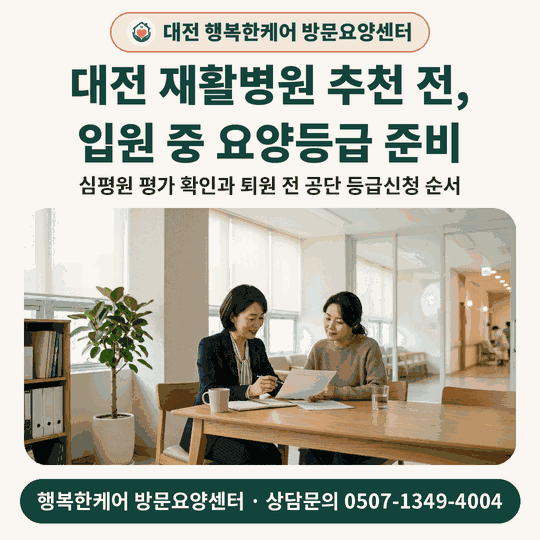 대전 행복한케어 방문요양센터
대전 재활병원 추천 전,
입원 중 요양등급 준비
심평원 평가 확인과 퇴원 전 공단 등급신청 순서
행복한케어 방문요양센터 · 상담문의 0507-1349-4004